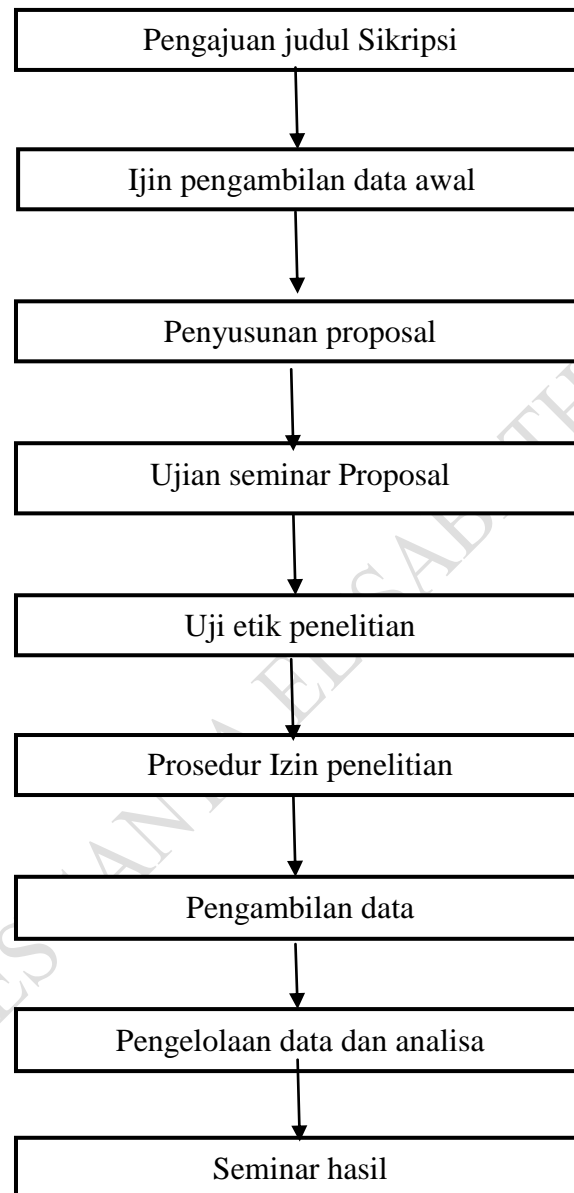 Pengajuan judul Sikripsi
Ijin pengambilan data awal
Penyusunan proposal
Ujian seminar Proposal
Uji etik penelitian
Prosedur Izin penelitian
Pengambilan data
Pengelolaan data dan analisa
Seminar hasil